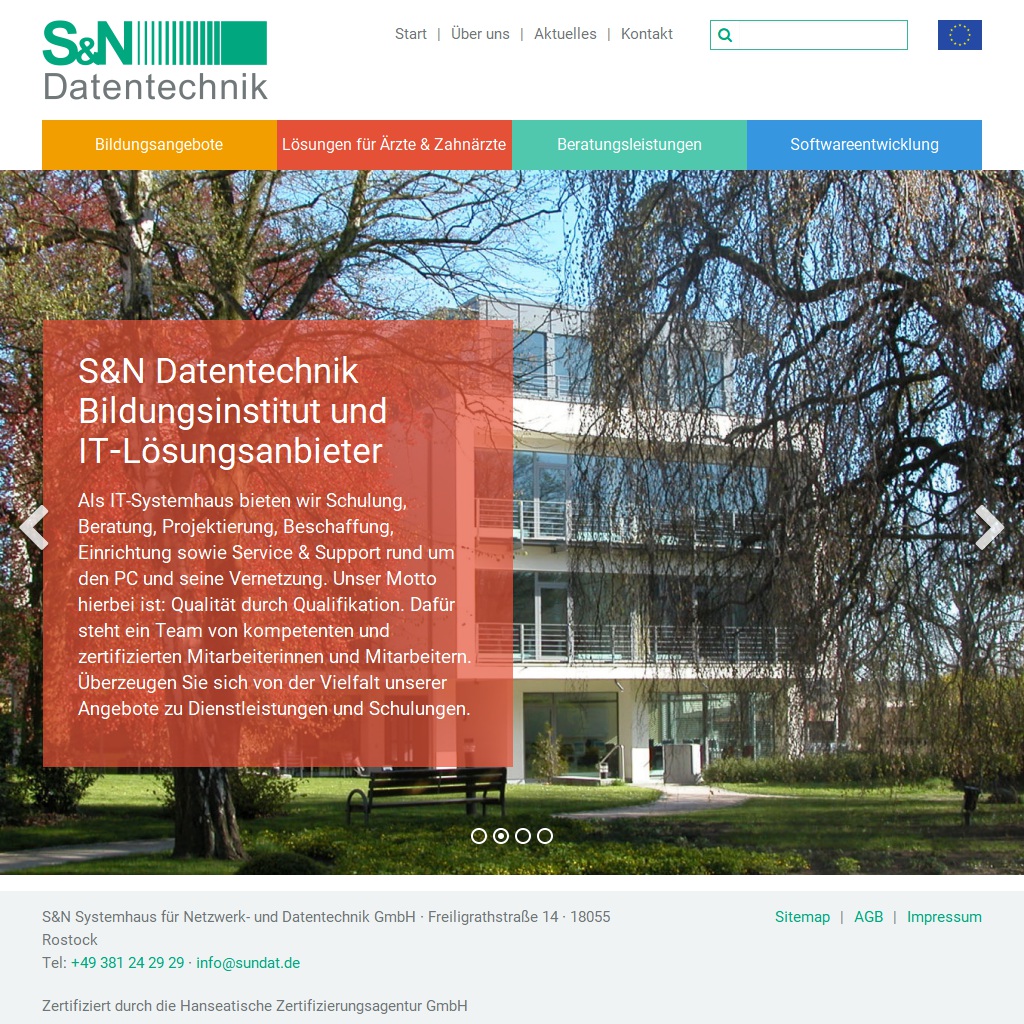 S&N
Datentechnik
Start | Über uns | Aktuelles | Kontakt
Bildungsangebote
Lösungen für Ärzte & Zahnärzte
Beratungsleistungen
Softwareentwicklung
S&N Datentechnik
Bildungsinstitut und
IT-Lösungsanbieter
Als IT-Systemhaus bieten wir Schulung,
Beratung, Projektierung, Beschaffung,
Einrichtung sowie Service & Support rund um
den PC und seine Vernetzung. Unser Motto
hierbei ist: Qualität durch Qualifikation. Dafür
steht ein Team von kompetenten und
zertifizierten Mitarbeiterinnen und Mitarbeitern.
Überzeugen Sie sich von der Vielfalt unserer
Angebote zu Dienstleistungen und Schulungen.
S&N Systemhaus für Netzwerk- und Datentechnik GmbH · Freiligrathstraße 14 · 18055
Rostock
Tel: +49 381 24 29 29 · info@sundat.de
Sitemap | AGB | Impressum
Zertifiziert durch die Hanseatische Zertifizierungsagentur GmbH